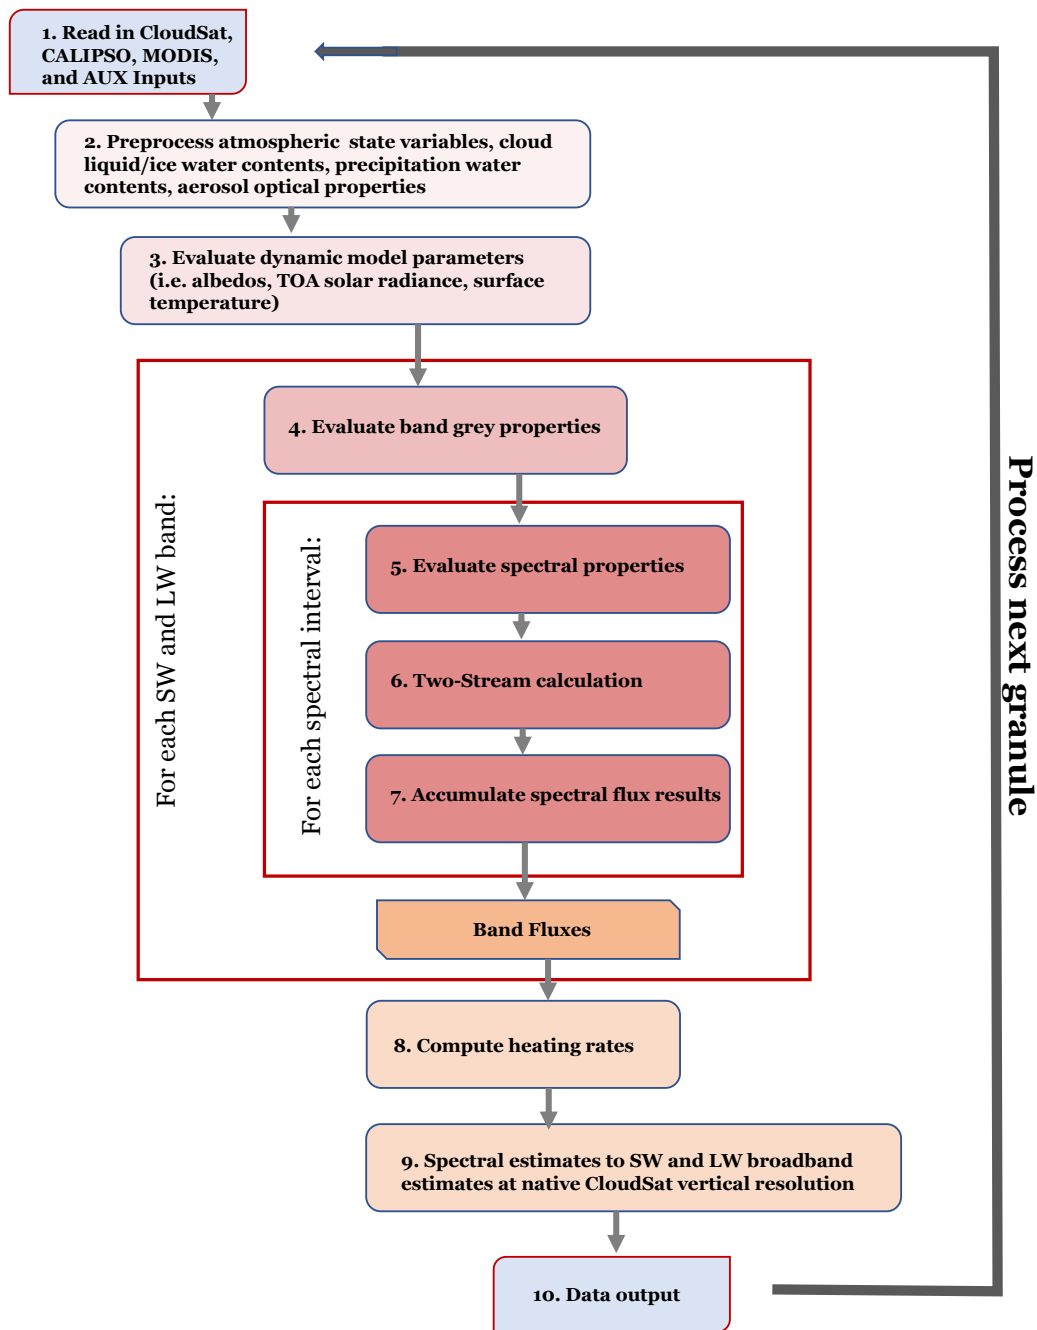 1. Read in CloudSat,
CALIPSO, MODIS,
and AUX Inputs
2. Preprocess atmospheric state variables, cloud
liquid/ice water contents, precipitation water
contents, aerosol optical properties
3. Evaluate dynamic model parameters
(i.e. albedos, TOA solar radiance, surface
temperature)
For each SW and LW band:
4. Evaluate band grey properties
For each spectral interval:
5. Evaluate spectral properties
6. Two-Stream calculation
7. Accumulate spectral flux results
Band Fluxes
8. Compute heating rates
9. Spectral estimates to SW and LW broadband
estimates at native CloudSat vertical resolution
10. Data output
Process next granule